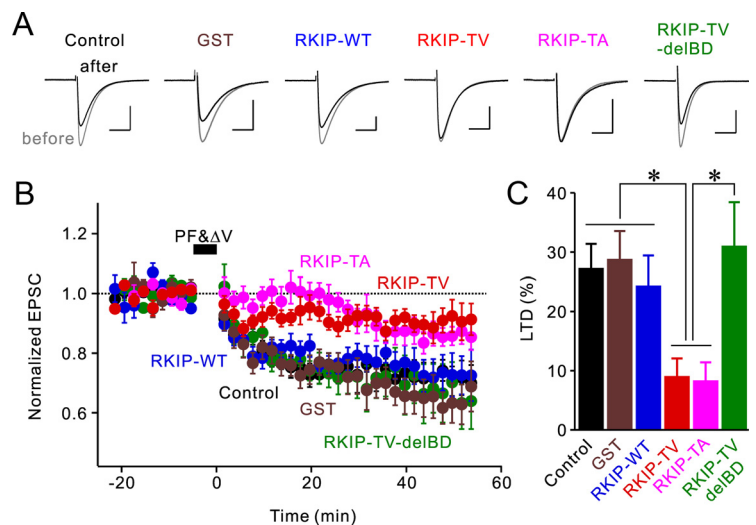 A
Control
GST
RKIP-WT
RKIP-TV
RKIP-TA
RKIP-TV
-delBD
after
before
B
C
PF&ΔV
RKIP-TA
RKIP-TV
RKIP-WT
Control
GST
RKIP-TV-delBD
Normalized EPSC
1.2
1.0
0.8
0.6
-20
0
20
40
60
Time (min)
* *
LTD (%)
40
30
20
10
0
Control
GST
RKIP-WT
RKIP-TV
RKIP-TA
RKIP-TV
delBD